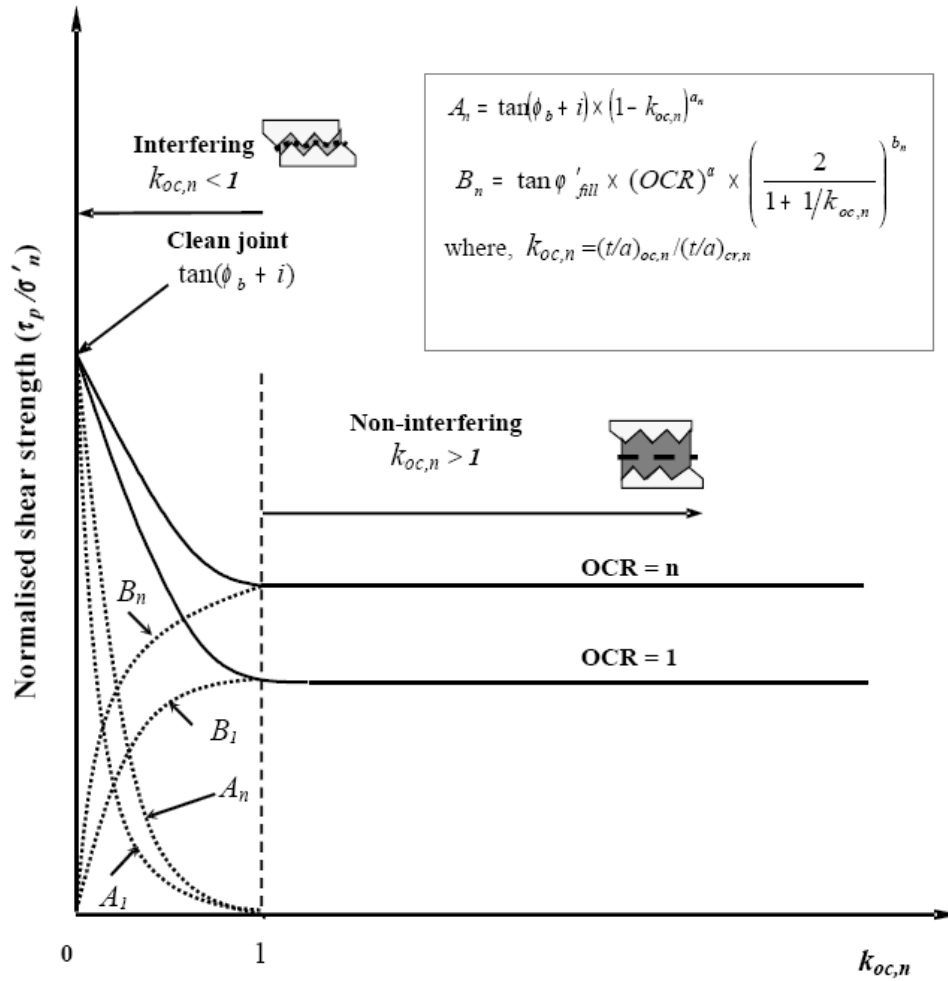 Normalised shear strength (τp/σ′n)
Interfering
koc,n < 1
Clean joint
tan(ϕb + i)
An = tan(ϕb + i) × (1 − koc,n)^an
Bn = tan φ′fill × (OCR)^α × (2 / (1 + 1/koc,n))^bn
where, koc,n =(t/a)oc,n/(t/a)cr,n
Non-interfering
koc,n > 1
OCR = n
Bn
OCR = 1
B1
An
A1
0
1
koc,n